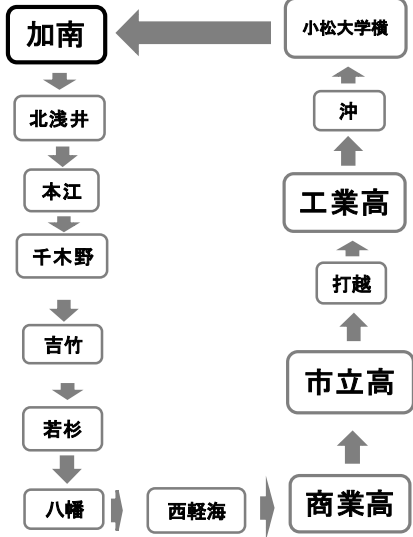 加南
北浅井
本江
千木野
吉竹
若杉
八幡
西軽海
商業高
市立高
打越
工業高
沖
小松大学横